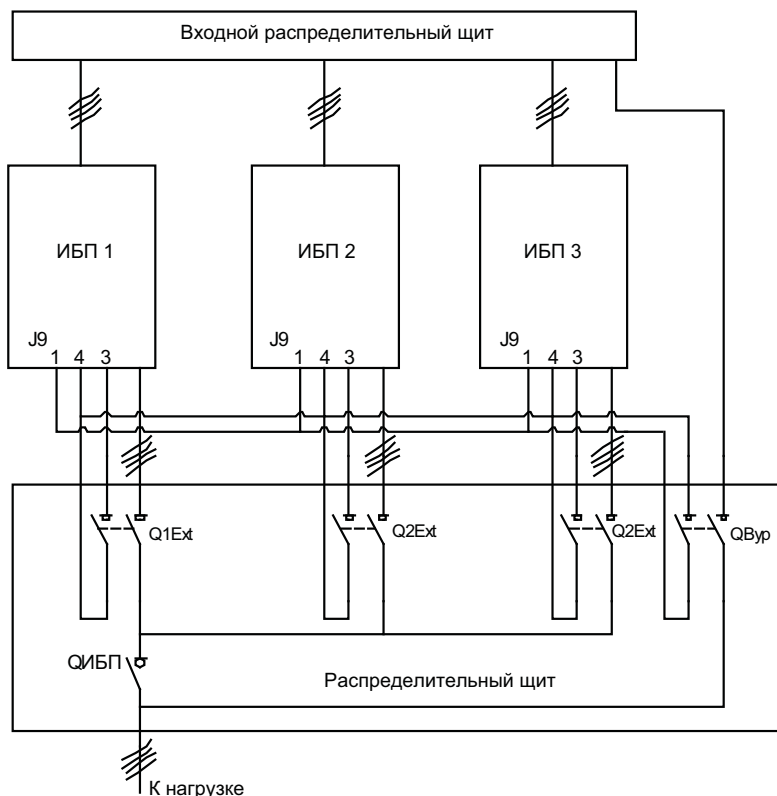 Входной распределительный щит
ИБП 1
ИБП 2
ИБП 3
J9
J9
J9
1 4 3
1 4 3
1 4 3
Q1Ext
Q2Ext
Q2Ext
QByp
QИБП
Распределительный щит
К нагрузке